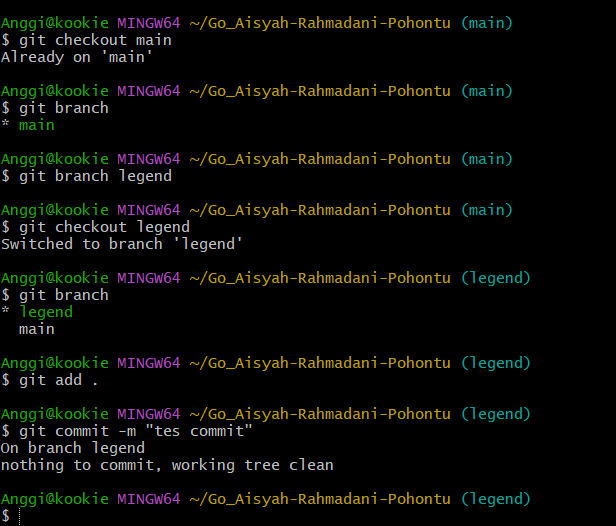 Anggi@kookie MINGW64 ~/Go_Aisyah-Rahmadani-Pohontu (main)
$ git checkout main
Already on 'main'
Anggi@kookie MINGW64 ~/Go_Aisyah-Rahmadani-Pohontu (main)
$ git branch
* main
Anggi@kookie MINGW64 ~/Go_Aisyah-Rahmadani-Pohontu (main)
$ git branch legend
Anggi@kookie MINGW64 ~/Go_Aisyah-Rahmadani-Pohontu (main)
$ git checkout legend
Switched to branch 'legend'
Anggi@kookie MINGW64 ~/Go_Aisyah-Rahmadani-Pohontu (legend)
$ git branch
* legend
  main
Anggi@kookie MINGW64 ~/Go_Aisyah-Rahmadani-Pohontu (legend)
$ git add .
Anggi@kookie MINGW64 ~/Go_Aisyah-Rahmadani-Pohontu (legend)
$ git commit -m "tes commit"
On branch legend
nothing to commit, working tree clean
Anggi@kookie MINGW64 ~/Go_Aisyah-Rahmadani-Pohontu (legend)
$